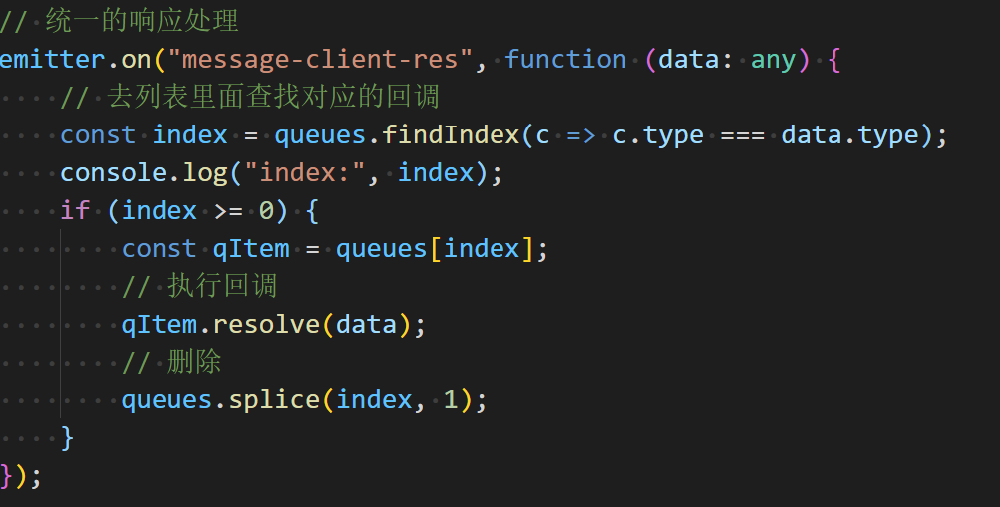 // 统一的响应处理
emitter.on("message-client-res", function (data: any) {
    // 去列表里面查找对应的回调
    const index = queues.findIndex(c => c.type === data.type);
    console.log("index:", index);
    if (index >= 0) {
        const qItem = queues[index];
        // 执行回调
        qItem.resolve(data);
        // 删除
        queues.splice(index, 1);
    }
});